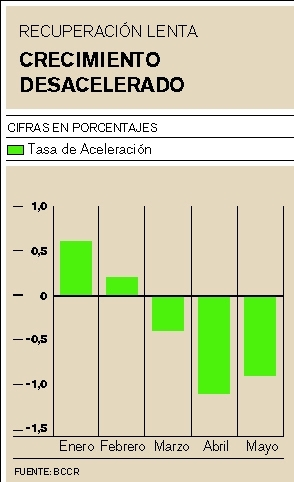 RECUPERACIÓN LENTA
CRECIMIENTO
DESACELERADO
CIFRAS EN PORCENTAJES
Tasa de Aceleración
1,0
0,5
0
-0,5
-1,0
-1,5
Enero Febrero Marzo Abril Mayo
FUENTE: BCCR